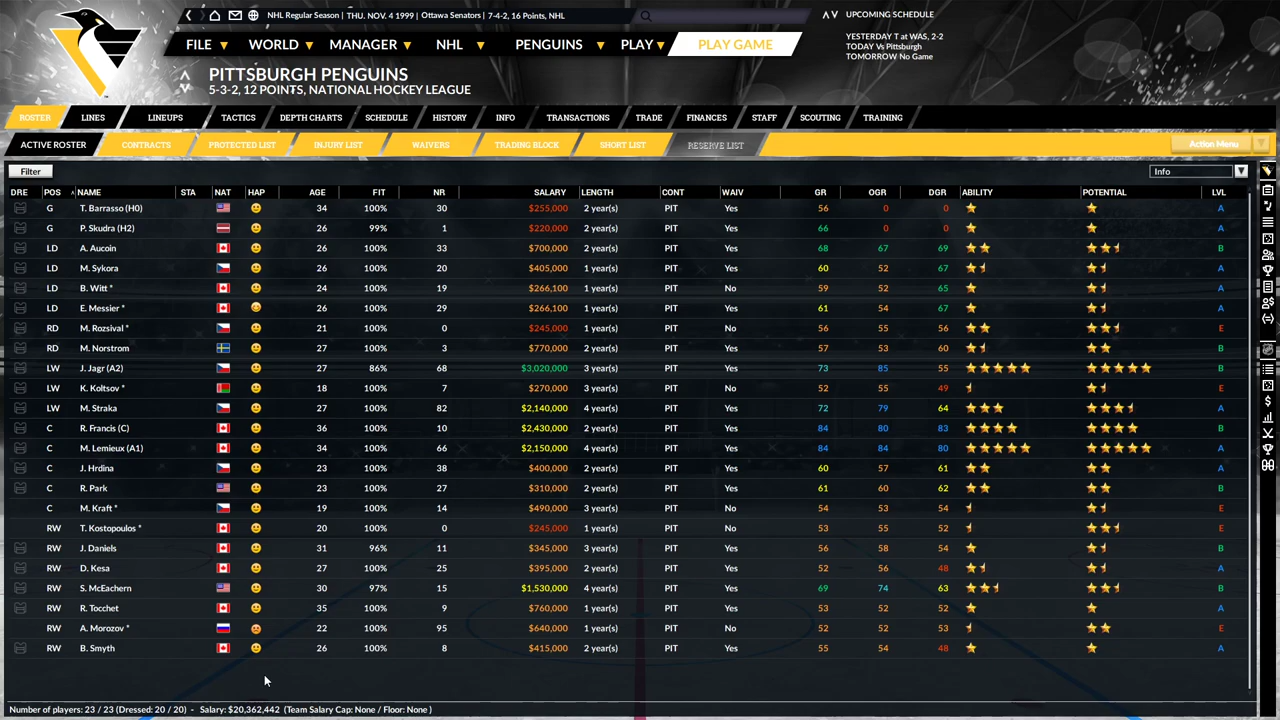 NHL Regular Season | THU. NOV. 4 1999 | Ottawa Senators | 7-4-2, 16 Points, NHL
UPCOMING SCHEDULE
YESTERDAY T at WAS, 2-2
TODAY Vs Pittsburgh
TOMORROW No Game
FILE WORLD MANAGER NHL PENGUINS PLAY PLAY GAME
PITTSBURGH PENGUINS
5-3-2, 12 POINTS, NATIONAL HOCKEY LEAGUE
ROSTER LINES LINEUPS TACTICS DEPTH CHARTS SCHEDULE HISTORY INFO TRANSACTIONS TRADE FINANCES STAFF SCOUTING TRAINING
ACTIVE ROSTER CONTRACTS PROTECTED LIST INJURY LIST WAIVERS TRADING BLOCK SHORT LIST RESERVE LIST Action Menu
Filter Info
DRE POS NAME STA NAT HAP AGE FIT NR SALARY LENGTH CONT WAIV GR OGR DGR ABILITY POTENTIAL LVL
G T. Barrasso (H0) 34 100% 30 $255,000 2 year(s) PIT Yes 56 0 0 A
G P. Skudra (H2) 26 99% 1 $220,000 2 year(s) PIT Yes 66 0 0 A
LD A. Aucoin 26 100% 33 $700,000 2 year(s) PIT Yes 68 67 69 B
LD M. Sykora 26 100% 20 $405,000 1 year(s) PIT Yes 60 52 67 A
LD B. Witt * 24 100% 19 $266,100 1 year(s) PIT No 59 52 65 A
LD E. Messier * 26 100% 29 $266,100 1 year(s) PIT Yes 61 54 67 A
RD M. Rozsival * 21 100% 0 $245,000 1 year(s) PIT No 56 55 56 E
RD M. Norstrom 27 100% 3 $770,000 2 year(s) PIT Yes 57 53 60 B
LW J. Jagr (A2) 27 86% 68 $3,020,000 3 year(s) PIT Yes 73 85 55 B
LW K. Koltsov * 18 100% 7 $270,000 3 year(s) PIT No 52 55 49 E
LW M. Straka 27 100% 82 $2,140,000 4 year(s) PIT Yes 72 79 64 A
C R. Francis (C) 36 100% 10 $2,430,000 2 year(s) PIT Yes 84 80 83 B
C M. Lemieux (A1) 34 100% 66 $2,150,000 4 year(s) PIT Yes 84 84 80 A
C J. Hrdina 23 100% 38 $400,000 2 year(s) PIT Yes 60 57 61 A
C R. Park 23 100% 27 $310,000 2 year(s) PIT Yes 61 60 62 B
C M. Kraft * 19 100% 14 $490,000 3 year(s) PIT No 54 53 54 E
RW T. Kostopoulos * 20 100% 0 $245,000 1 year(s) PIT No 53 55 52 E
RW J. Daniels 31 96% 11 $345,000 3 year(s) PIT Yes 56 58 54 B
RW D. Kesa 27 100% 25 $395,000 2 year(s) PIT Yes 52 56 48 A
RW S. McEachern 30 97% 15 $1,530,000 4 year(s) PIT Yes 69 74 63 B
RW R. Tocchet 35 100% 9 $760,000 1 year(s) PIT Yes 53 52 52 A
RW A. Morozov * 22 100% 95 $640,000 1 year(s) PIT No 52 52 53 E
RW B. Smyth 26 100% 8 $415,000 2 year(s) PIT Yes 55 54 48 A
Number of players: 23 / 23 (Dressed: 20 / 20) - Salary: $20,362,442 (Team Salary Cap: None / Floor: None )